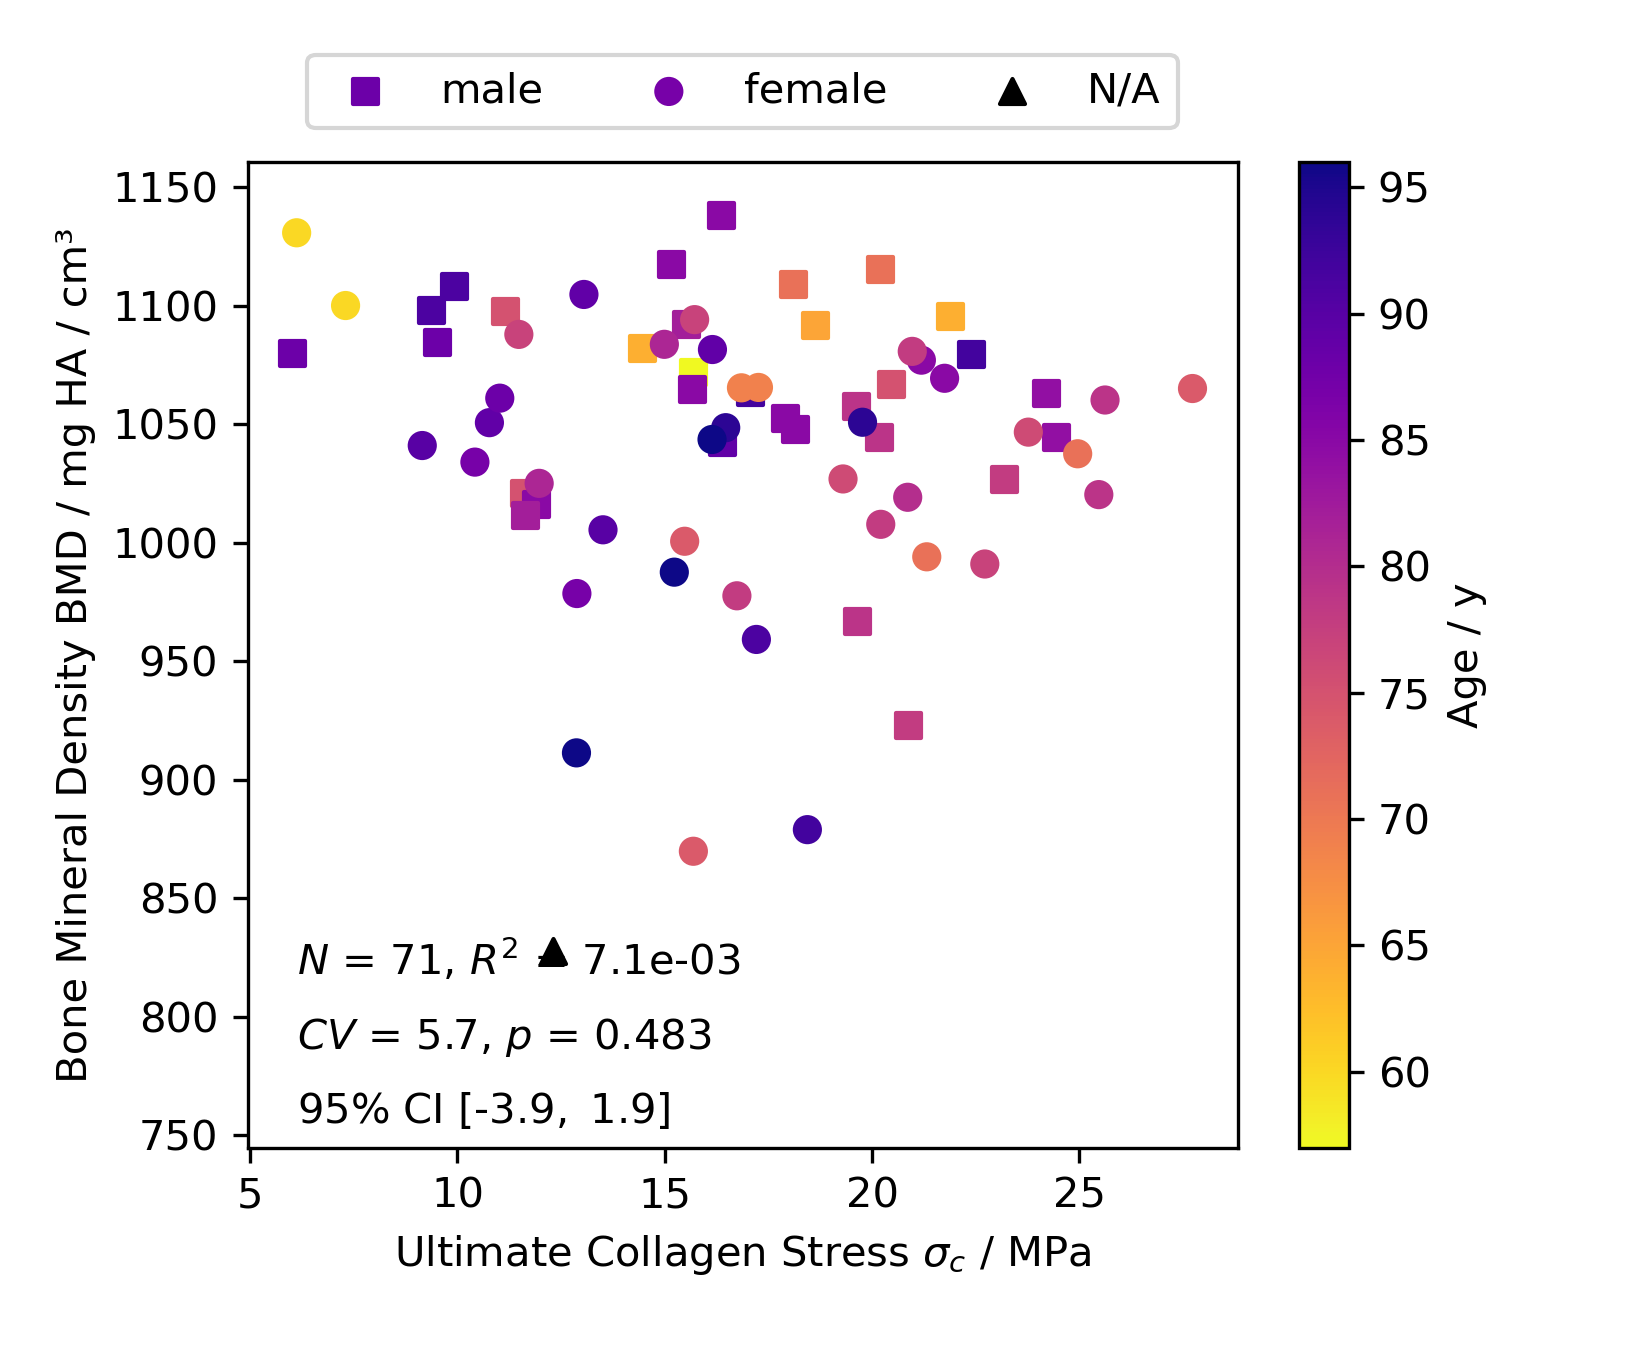 male female N/A
1150
1100
1050
1000
950
900
850
800
750
Bone Mineral Density BMD / mg HA / cm³
N = 71, R² = 7.1e-03
CV = 5.7, p = 0.483
95% CI [-3.9, 1.9]
5 10 15 20 25
Ultimate Collagen Stress σc / MPa
95
90
85
80
75
70
65
60
Age / y